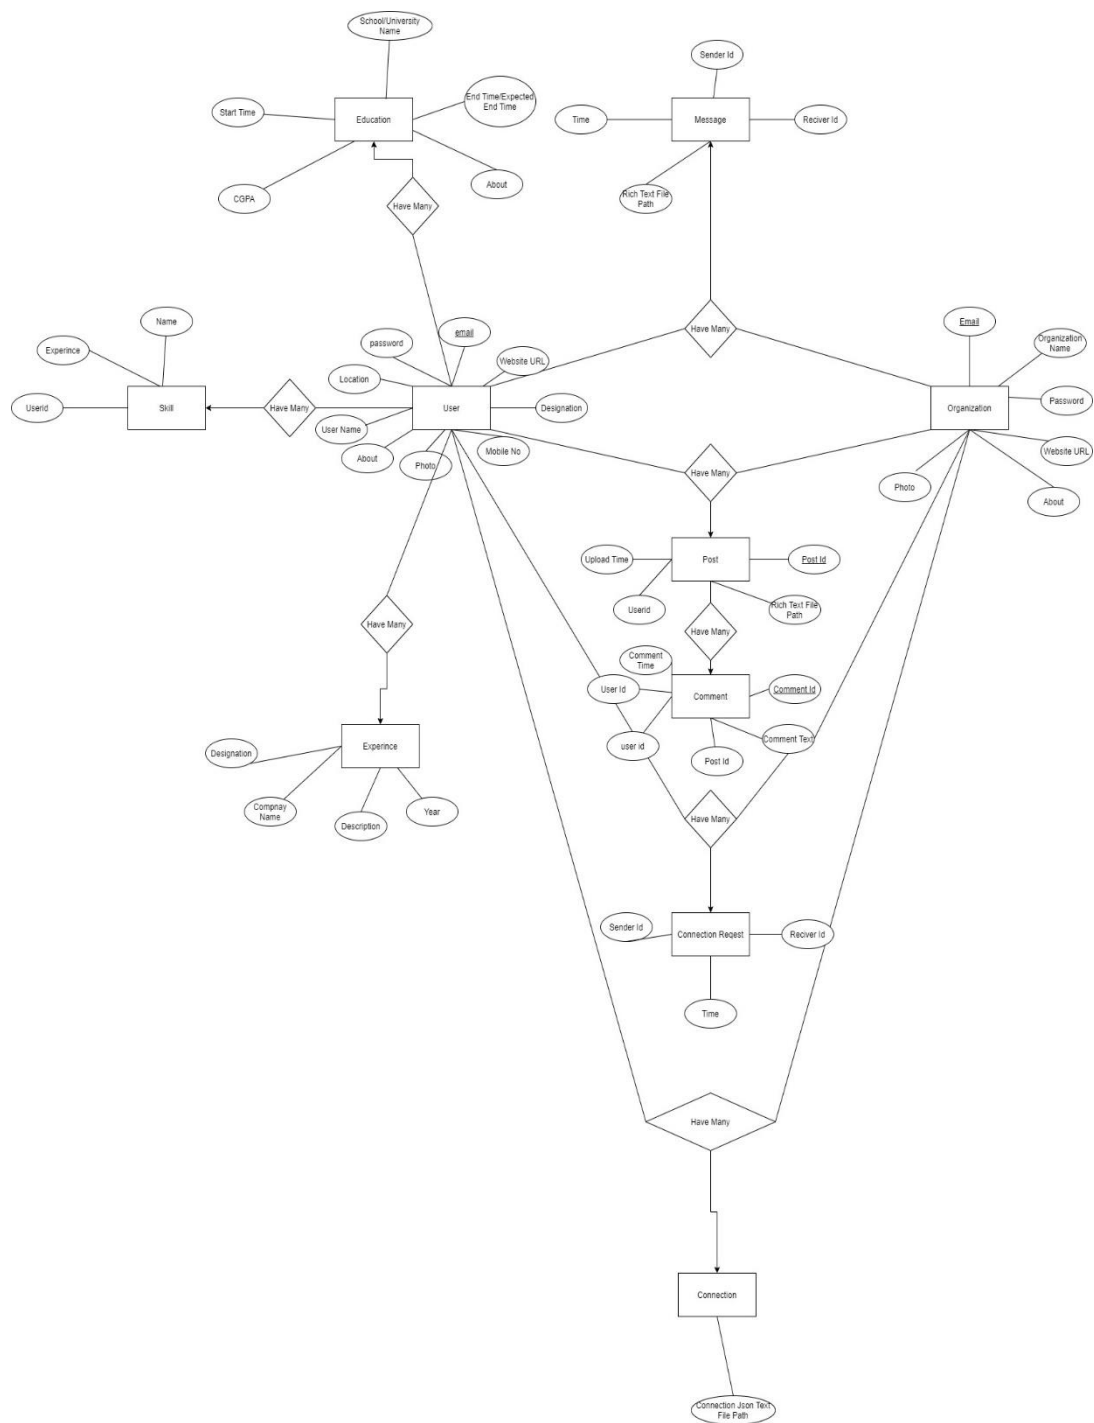 School/University
Name
End Time/Expected
End Time
Start Time
Education
CGPA
About
Have Many
Sender Id
Time
Message
Reciver Id
Rich Text File
Path
Have Many
Name
Experince
Userid
Skill
Have Many
password
email
Location
Website URL
User
Designation
User Name
About
Photo
Mobile No
Email
Organization
Name
Organization
Password
Website URL
Photo
About
Have Many
Upload Time
Post
Post Id
Userid
Rich Text File
Path
Have Many
Have Many
Comment
Time
User Id
Comment
Comment Id
user id
Comment Text
Post Id
Experince
Designation
Compnay
Name
Description
Year
Have Many
Sender Id
Connection Reqest
Reciver Id
Time
Have Many
Connection
Connection Json Text
File Path